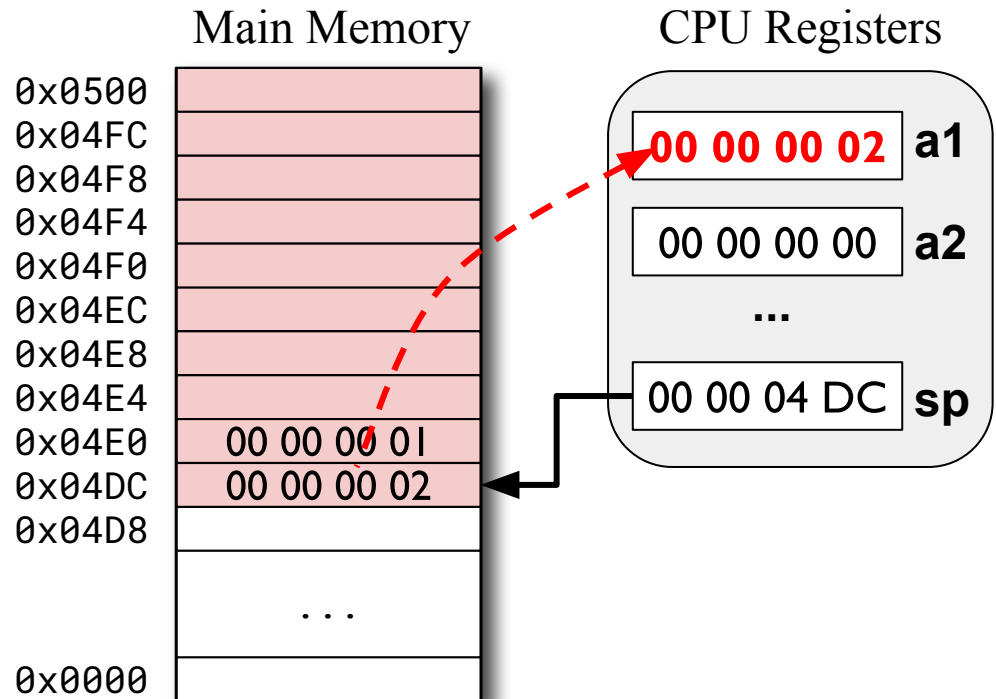 Main Memory
CPU Registers
0x0500
0x04FC
0x04F8
0x04F4
0x04F0
0x04EC
0x04E8
0x04E4
0x04E0 00 00 00 01
0x04DC 00 00 00 02
0x04D8
...
0x0000
00 00 00 02 a1
00 00 00 00 a2
...
00 00 04 DC sp